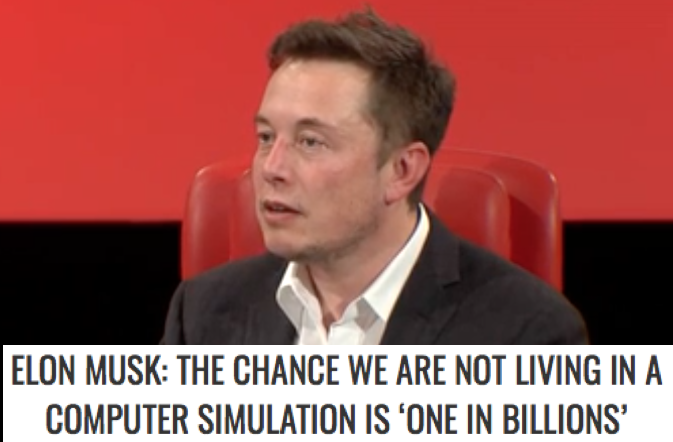 ELON MUSK: THE CHANCE WE ARE NOT LIVING IN A
COMPUTER SIMULATION IS ‘ONE IN BILLIONS’